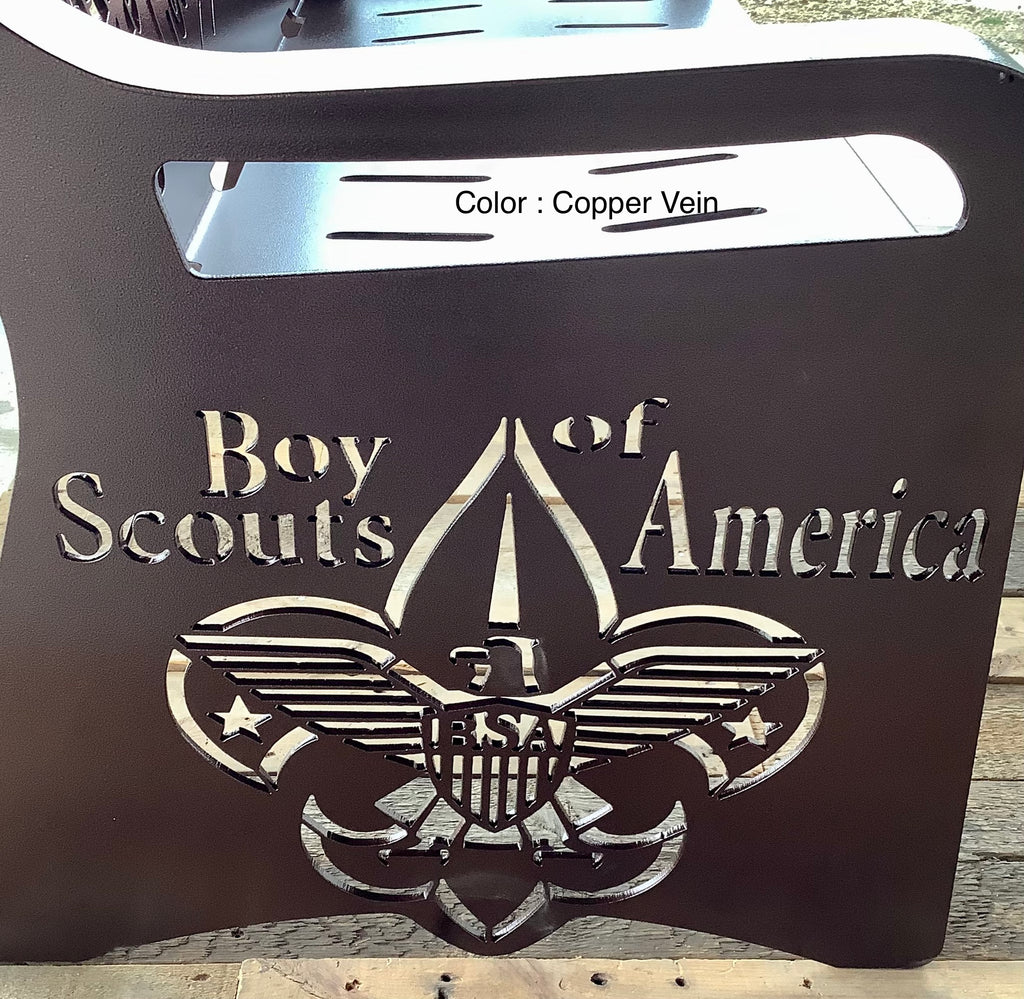 Color : Copper Vein
Boy of
Scouts America
BSA